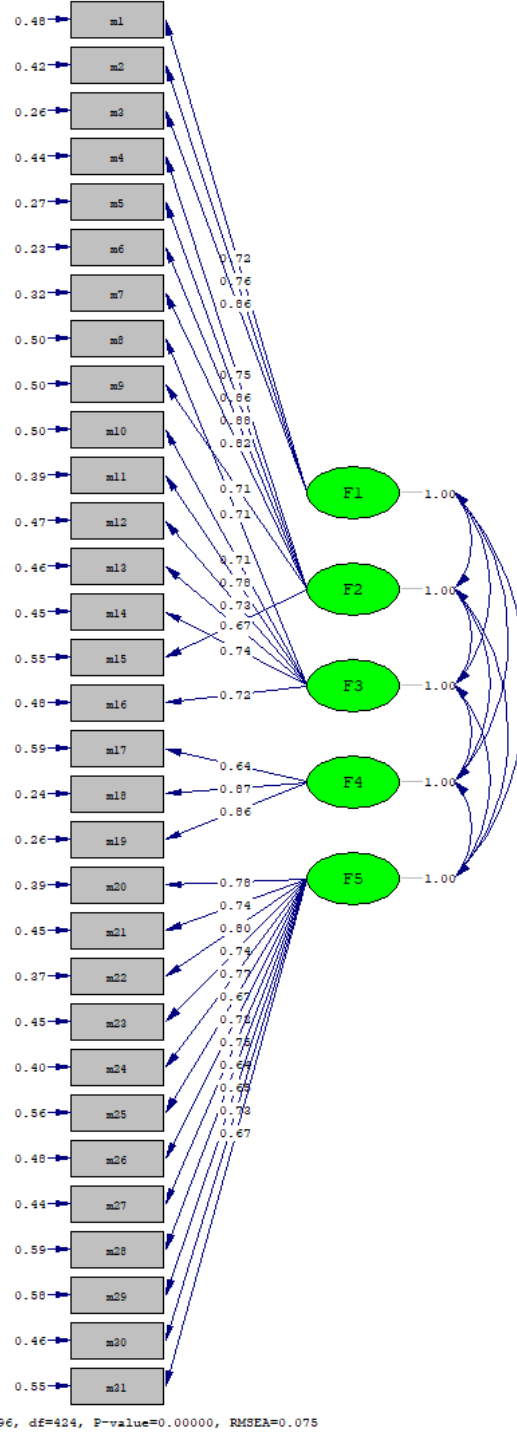 0.48 m1
0.42 m2
0.26 m3
0.44 m4
0.27 m5
0.23 m6
0.32 m7
0.50 m8
0.50 m9
0.50 m10
0.39 m11
0.47 m12
0.46 m13
0.45 m14
0.55 m15
0.48 m16
0.59 m17
0.24 m18
0.26 m19
0.39 m20
0.45 m21
0.37 m22
0.45 m23
0.40 m24
0.56 m25
0.48 m26
0.44 m27
0.59 m28
0.58 m29
0.46 m30
0.55 m31
0.72
0.76
0.86
0.75
0.86
0.88
0.82
0.71
0.71
0.71
0.78
0.73
0.67
0.74
0.72
0.64
0.87
0.86
0.78
0.74
0.80
0.74
0.77
0.67
0.72
0.75
0.64
0.65
0.73
0.67
F1 1.00
F2 1.00
F3 1.00
F4 1.00
F5 1.00
96, df=424, P-value=0.00000, RMSEA=0.075